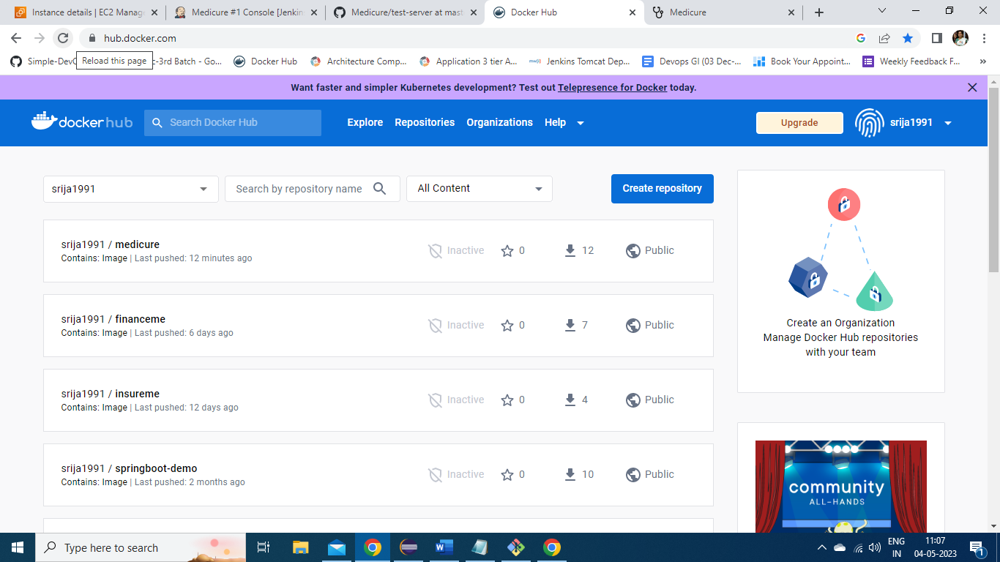 Instance details | EC2 Manag
Medicure #1 Console [Jenkin
Medicure/test-server at mast
Docker Hub
Medicure
hub.docker.com
Simple-DevO
Reload this page
c-3rd Batch - Go...
Docker Hub
Architecture Comp...
Application 3 tier A...
Jenkins Tomcat Dep...
Devops GI (03 Dec-...
Book Your Appoint...
Weekly Feedback F...
Want faster and simpler Kubernetes development? Test out Telepresence for Docker today.
dockerhub
Search Docker Hub
Explore
Repositories
Organizations
Help
Upgrade
srija1991
srija1991
Search by repository name
All Content
Create repository
srija1991 / medicure
Contains: Image | Last pushed: 12 minutes ago
Inactive
0
12
Public
srija1991 / financeme
Contains: Image | Last pushed: 6 days ago
Inactive
0
7
Public
srija1991 / insureme
Contains: Image | Last pushed: 12 days ago
Inactive
0
4
Public
srija1991 / springboot-demo
Contains: Image | Last pushed: 2 months ago
Inactive
0
10
Public
Create an Organization
Manage Docker Hub repositories
with your team
community
ALL-HANDS
Type here to search
ENG
IN
11:07
04-05-2023
1